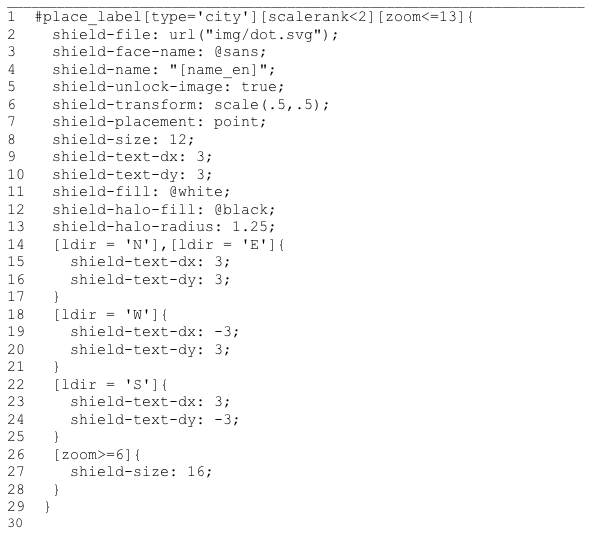 1 #place_label[type='city'][scalerank<2][zoom<=13]{
2 shield-file: url("img/dot.svg");
3 shield-face-name: @sans;
4 shield-name: "[name_en]";
5 shield-unlock-image: true;
6 shield-transform: scale(.5,.5);
7 shield-placement: point;
8 shield-size: 12;
9 shield-text-dx: 3;
10 shield-text-dy: 3;
11 shield-fill: @white;
12 shield-halo-fill: @black;
13 shield-halo-radius: 1.25;
14 [ldir = 'N'],[ldir = 'E']{
15 shield-text-dx: 3;
16 shield-text-dy: 3;
17 }
18 [ldir = 'W']{
19 shield-text-dx: -3;
20 shield-text-dy: 3;
21 }
22 [ldir = 'S']{
23 shield-text-dx: 3;
24 shield-text-dy: -3;
25 }
26 [zoom>=6]{
27 shield-size: 16;
28 }
29 }
30